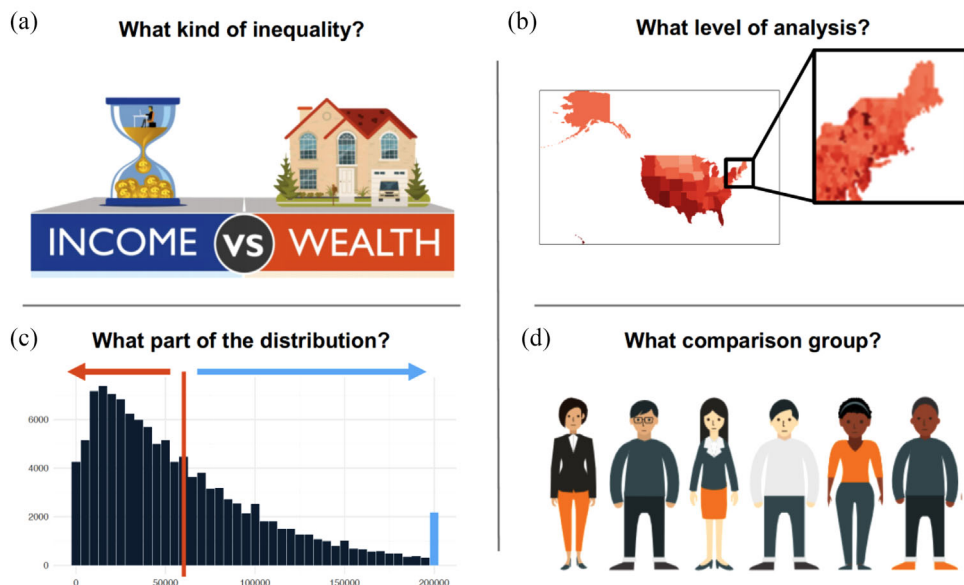 (a)
What kind of inequality?
INCOME VS WEALTH
(b)
What level of analysis?
(c)
What part of the distribution?
6000
4000
2000
0
0 50000 100000 150000 200000
(d)
What comparison group?